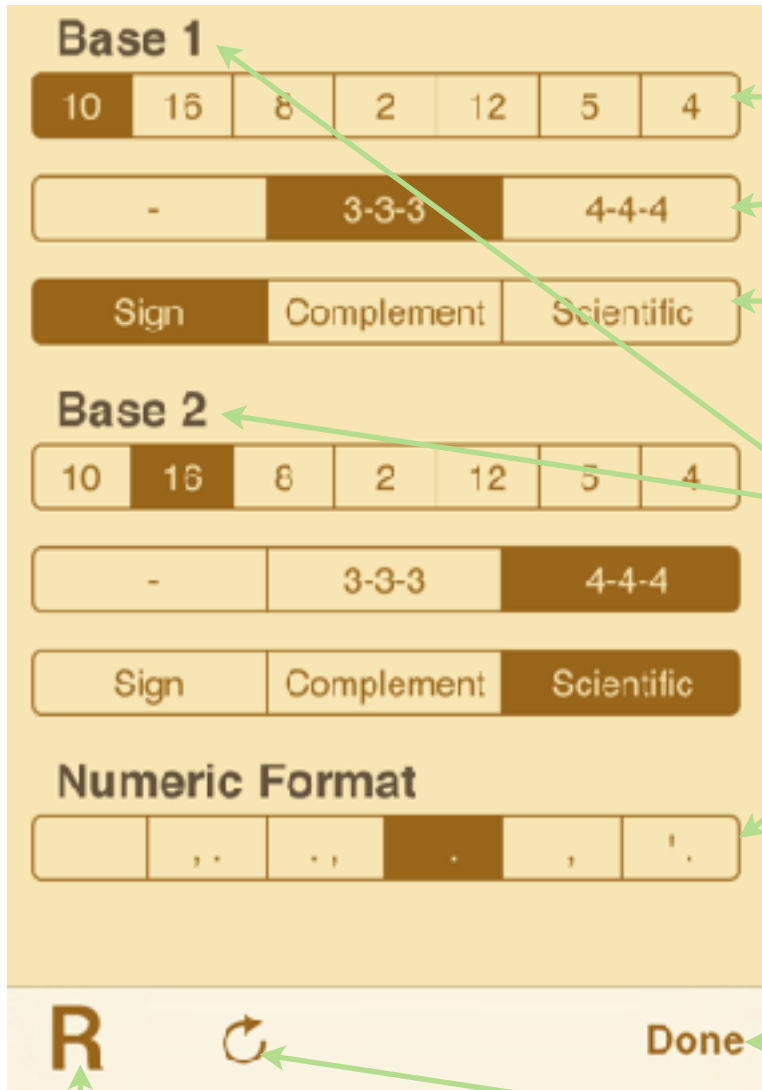 Base 1
10 16 8 2 12 5 4
- 3-3-3 4-4-4
Sign Complement Scientific
Base 2
10 16 8 2 12 5 4
- 3-3-3 4-4-4
Sign Complement Scientific
Numeric Format
, . . , . , ' .
R Done